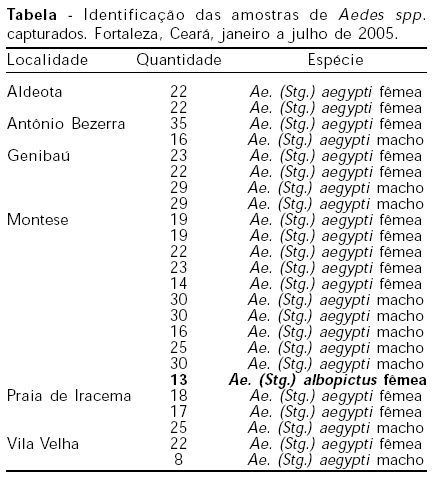 Tabela - Identificação das amostras de Aedes spp.
capturados. Fortaleza, Ceará, janeiro a julho de 2005.
Localidade Quantidade Espécie
Aldeota 22 Ae. (Stg.) aegypti fêmea
22 Ae. (Stg.) aegypti fêmea
Antônio Bezerra 35 Ae. (Stg.) aegypti fêmea
16 Ae. (Stg.) aegypti macho
Genibaú 23 Ae. (Stg.) aegypti fêmea
22 Ae. (Stg.) aegypti fêmea
29 Ae. (Stg.) aegypti macho
29 Ae. (Stg.) aegypti macho
Montese 19 Ae. (Stg.) aegypti fêmea
19 Ae. (Stg.) aegypti fêmea
22 Ae. (Stg.) aegypti fêmea
23 Ae. (Stg.) aegypti fêmea
14 Ae. (Stg.) aegypti fêmea
30 Ae. (Stg.) aegypti macho
30 Ae. (Stg.) aegypti macho
16 Ae. (Stg.) aegypti macho
25 Ae. (Stg.) aegypti macho
30 Ae. (Stg.) aegypti macho
13 Ae. (Stg.) albopictus fêmea
Praia de Iracema 18 Ae. (Stg.) aegypti fêmea
17 Ae. (Stg.) aegypti fêmea
25 Ae. (Stg.) aegypti macho
Vila Velha 22 Ae. (Stg.) aegypti fêmea
8 Ae. (Stg.) aegypti macho